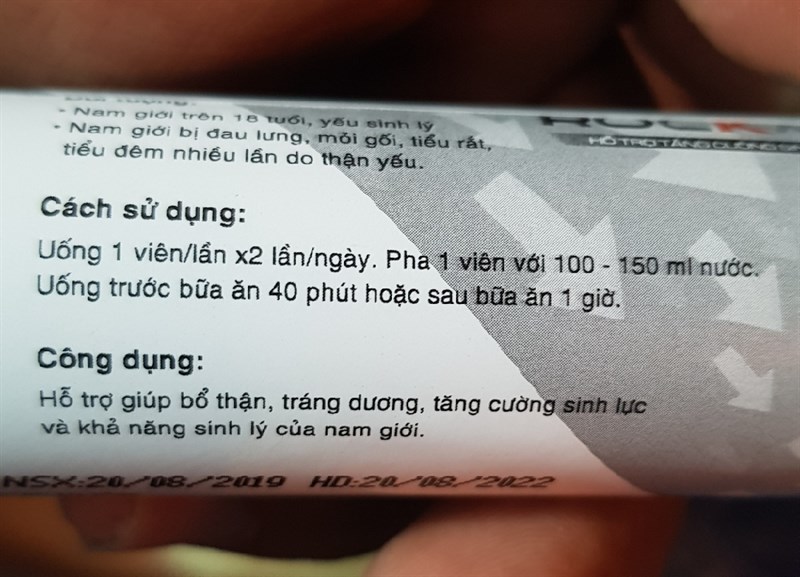 - Nam giới trên 18 tuổi, yếu sinh lý
- Nam giới bị đau lưng, mỏi gối, tiểu rắt,
tiểu đêm nhiều lần do thận yếu.
Cách sử dụng:
Uống 1 viên/lần x2 lần/ngày. Pha 1 viên với 100 - 150 ml nước.
Uống trước bữa ăn 40 phút hoặc sau bữa ăn 1 giờ.
Công dụng:
Hỗ trợ giúp bổ thận, tráng dương, tăng cường sinh lực
và khả năng sinh lý của nam giới.
NSX:20/08/2019 HD:20/08/2022
HỖ TRỢ TĂNG CƯỜNG